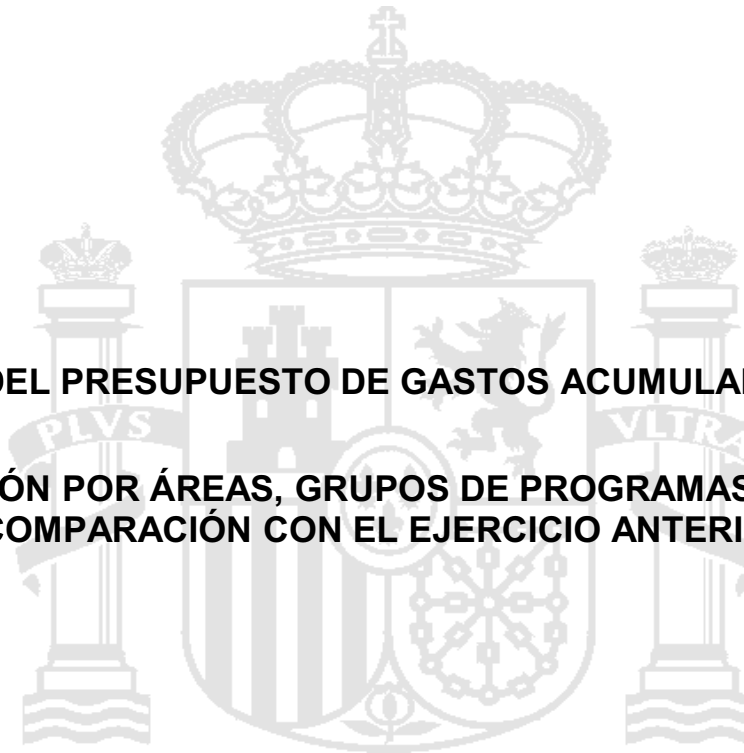 DEL PRESUPUESTO DE GASTOS ACUMULA
PLVS
VLTRA
ÓN POR ÁREAS, GRUPOS DE PROGRAMAS
COMPARACIÓN CON EL EJERCICIO ANTERI